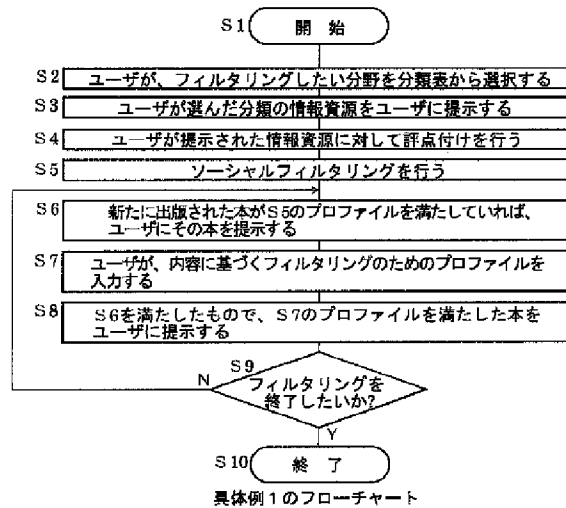 S1 開 始
S2 ユーザが、フィルタリングしたい分野を分類表から選択する
S3 ユーザが選んだ分類の情報資源をユーザに提示する
S4 ユーザが提示された情報資源に対して評点付けを行う
S5 ソーシャルフィルタリングを行う
S6 新たに出版された本がS5のプロファイルを満たしていれば、
ユーザにその本を提示する
S7 ユーザが、内容に基づくフィルタリングのためのプロファイルを
入力する
S8 S6を満たしたもので、S7のプロファイルを満たした本を
ユーザに提示する
S9
N フィルタリングを
終了したいか?
Y
S10 終 了
具体例1のフローチャート